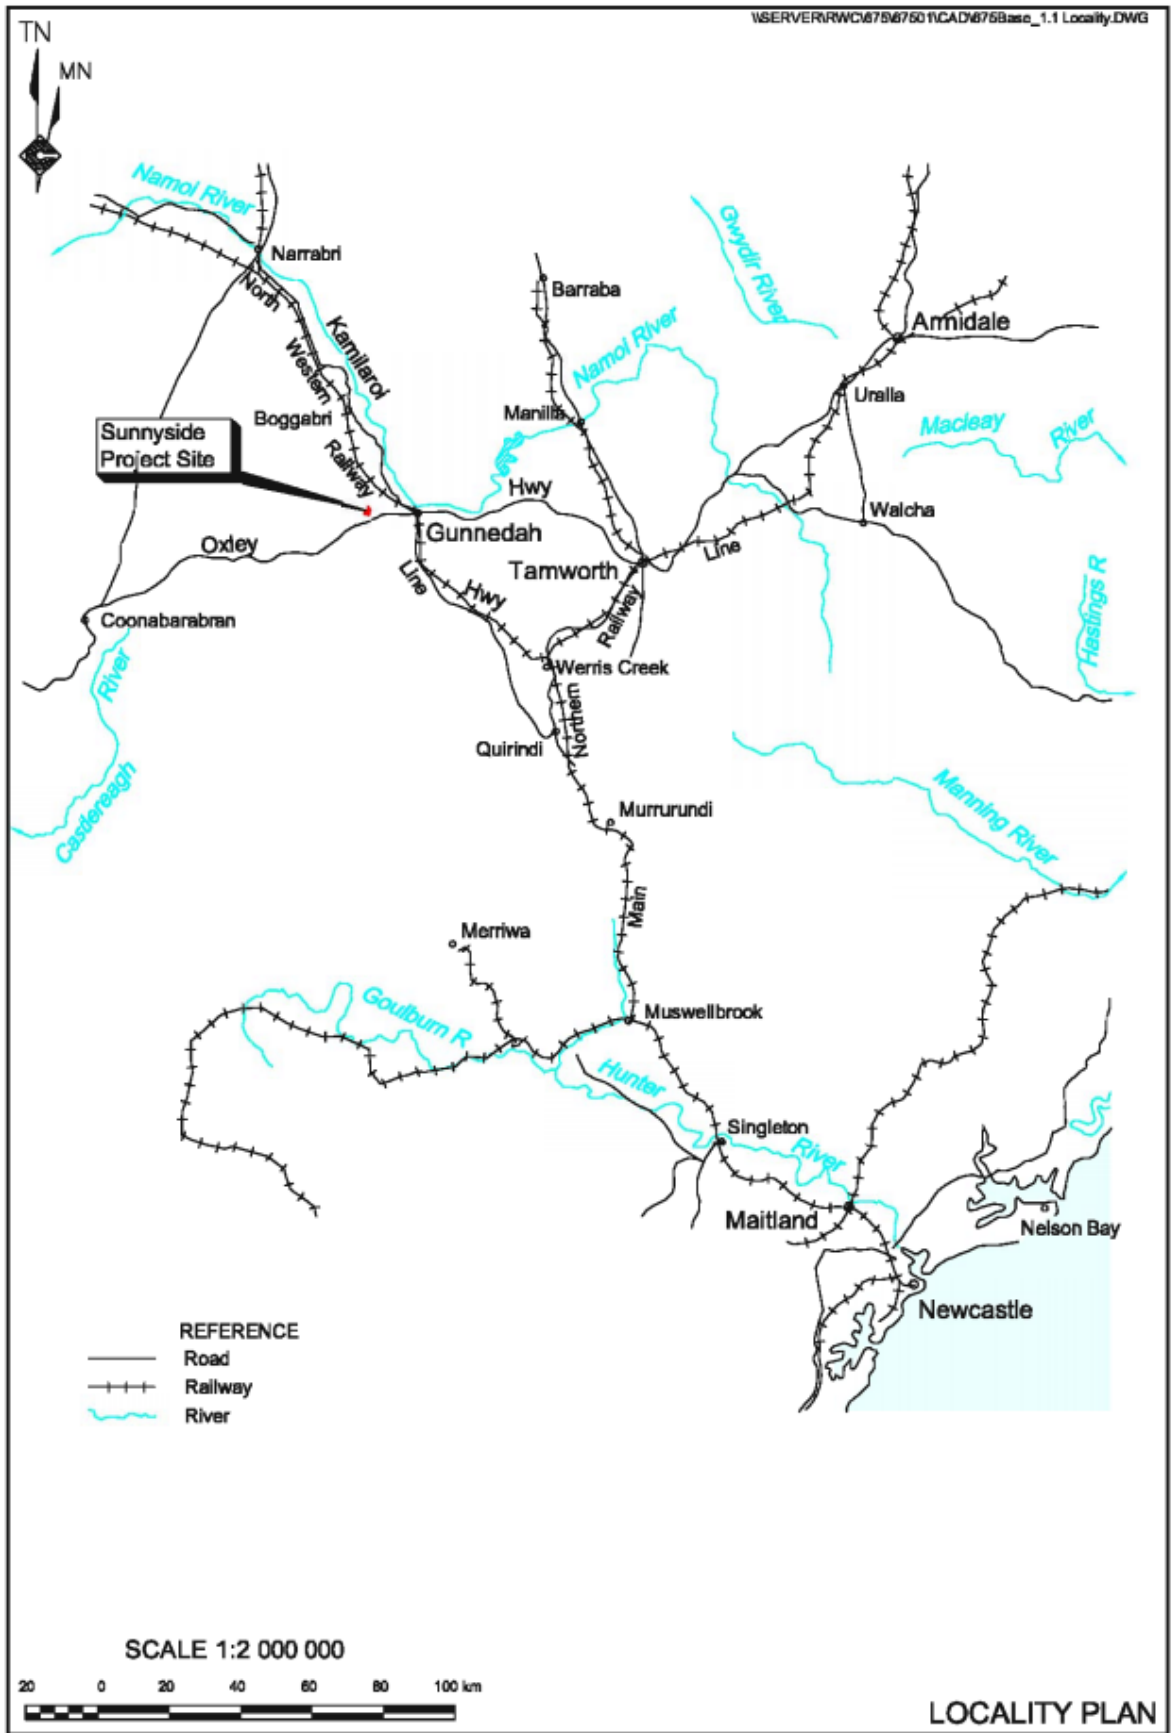 \\SERVER\RWC\675\67501\CAD\675Base_1.1 Locality.DWG
TN
MN
Namoi River
Narrabri
North
Western
Railway
Line
Kamilaroi
Hwy
Boggabri
Sunnyside
Project Site
Gunnedah
Oxley
Hwy
Coonabarabran
Castlereagh
River
Barraba
Manilla
Namoi River
Gwydir River
Armidale
Uralla
Macleay
River
Walcha
Hastings R
Tamworth
Line
Railway
Werris Creek
Northern
Quirindi
Murrurundi
Main
Manning River
Merriwa
Goulburn R
Muswellbrook
Hunter
River
Singleton
Maitland
Nelson Bay
Newcastle
REFERENCE
Road
Railway
River
SCALE 1:2 000 000
20 0 20 40 60 80 100 km
LOCALITY PLAN